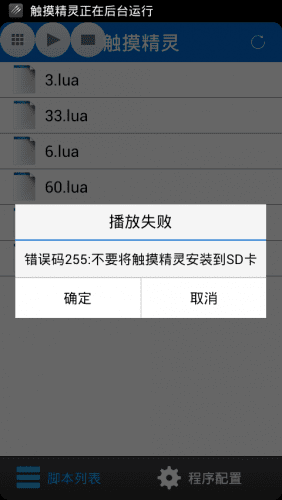 触摸精灵正在后台运行
触摸精灵
3.lua
33.lua
6.lua
60.lua
播放失败
错误码255:不要将触摸精灵安装到SD卡
确定
取消
脚本列表
程序配置